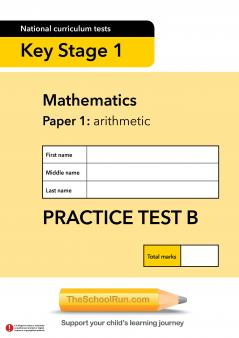 National curriculum tests
Key Stage 1
Mathematics
Paper 1: arithmetic
First name
Middle name
Last name
PRACTICE TEST B
Total marks
TheSchoolRun.com
Support your child's learning journey